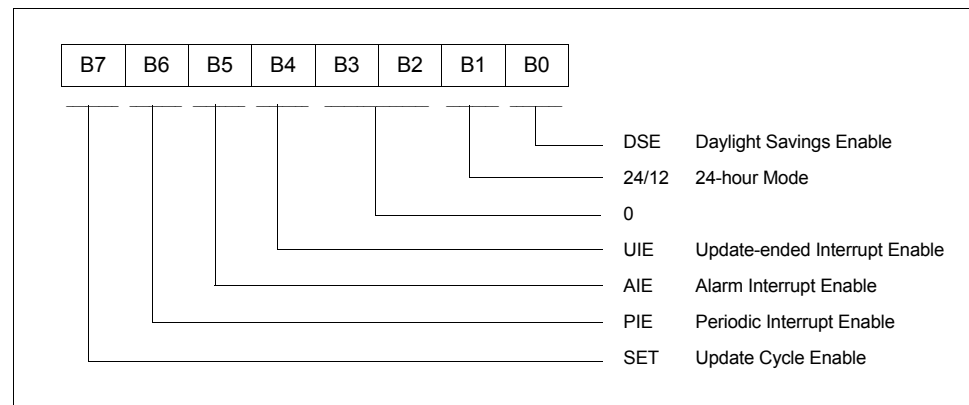 B7 B6 B5 B4 B3 B2 B1 B0
DSE Daylight Savings Enable
24/12 24-hour Mode
0
UIE Update-ended Interrupt Enable
AIE Alarm Interrupt Enable
PIE Periodic Interrupt Enable
SET Update Cycle Enable